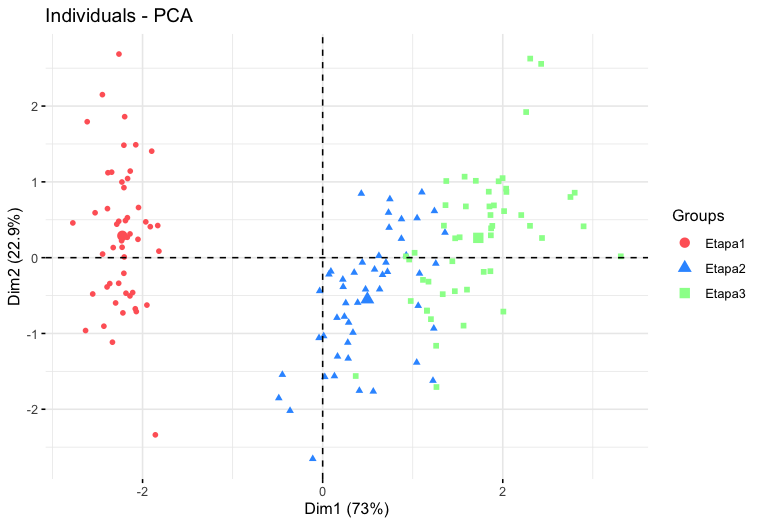 Individuals - PCA
Dim2 (22.9%)
2
1
0
-1
-2
-2
0
2
Dim1 (73%)
Groups
Etapa1
Etapa2
Etapa3